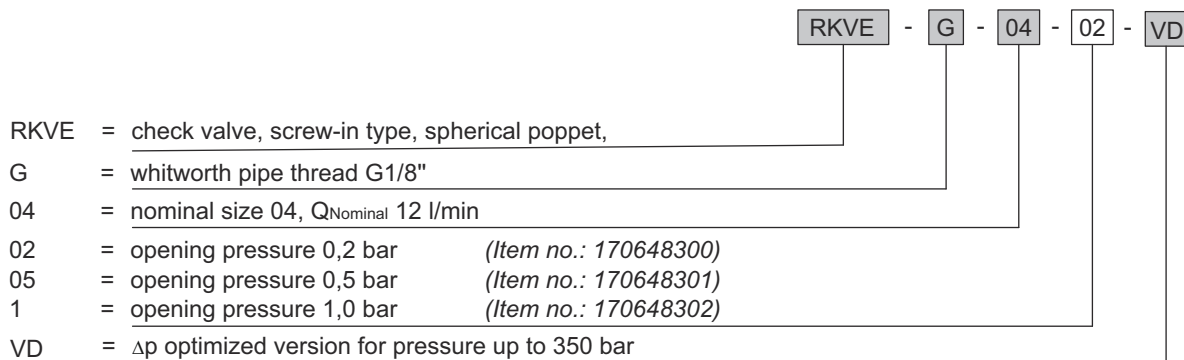 RKVE - G - 04 - 02 - VD
RKVE = check valve, screw-in type, spherical poppet,
G = whitworth pipe thread G1/8"
04 = nominal size 04, QNominal 12 l/min
02 = opening pressure 0,2 bar (Item no.: 170648300)
05 = opening pressure 0,5 bar (Item no.: 170648301)
1 = opening pressure 1,0 bar (Item no.: 170648302)
VD = Δp optimized version for pressure up to 350 bar